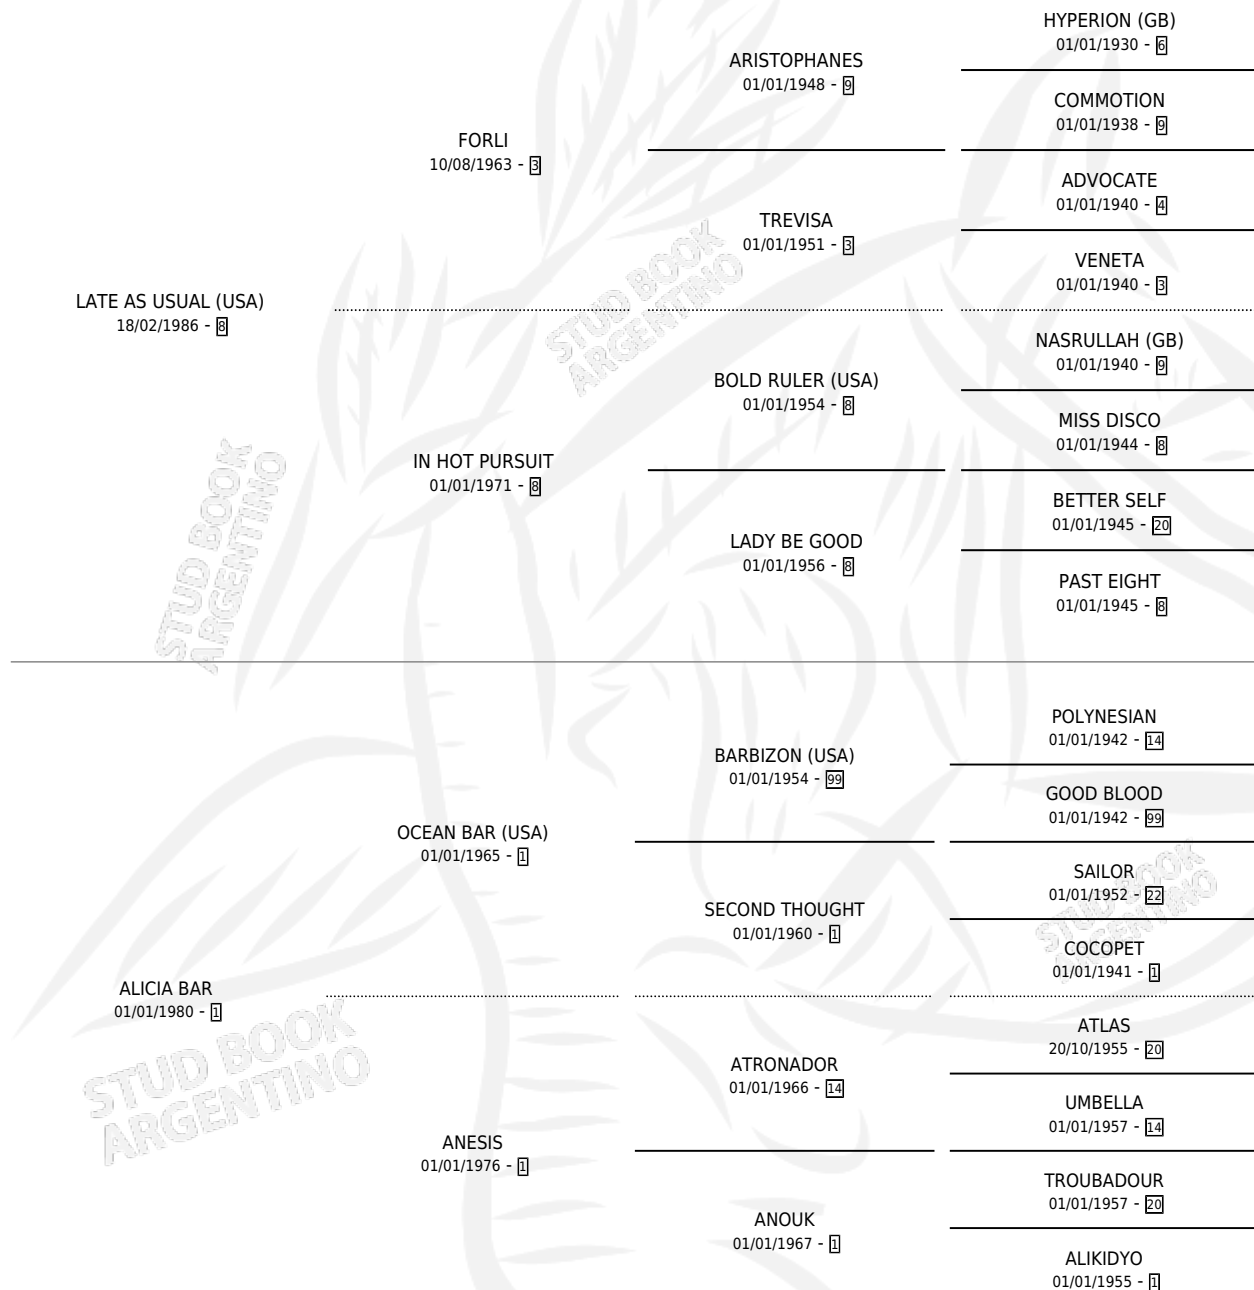 HYPERION (GB)
01/01/1930 - 6
ARISTOPHANES
01/01/1948 - 9
COMMOTION
01/01/1938 - 9
FORLI
10/08/1963 - 3
ADVOCATE
01/01/1940 - 4
TREVISA
01/01/1951 - 3
VENETA
01/01/1940 - 3
LATE AS USUAL (USA)
18/02/1986 - 8
NASRULLAH (GB)
01/01/1940 - 9
BOLD RULER (USA)
01/01/1954 - 8
MISS DISCO
01/01/1944 - 8
IN HOT PURSUIT
01/01/1971 - 8
BETTER SELF
01/01/1945 - 20
LADY BE GOOD
01/01/1956 - 8
PAST EIGHT
01/01/1945 - 8
POLYNESIAN
01/01/1942 - 14
BARBIZON (USA)
01/01/1954 - 99
GOOD BLOOD
01/01/1942 - 99
OCEAN BAR (USA)
01/01/1965 - 1
SAILOR
01/01/1952 - 22
SECOND THOUGHT
01/01/1960 - 1
COCOPET
01/01/1941 - 1
ALICIA BAR
01/01/1980 - 1
ATLAS
20/10/1955 - 20
ATRONADOR
01/01/1966 - 14
UMBELLA
01/01/1957 - 14
ANESIS
01/01/1976 - 1
TROUBADOUR
01/01/1957 - 20
ANOUK
01/01/1967 - 1
ALIKIDYO
01/01/1955 - 1
STUD BOOK
ARGENTINO
STUD BOOK
ARGENTINO
STUD BOOK
ARGENTINO
STUD BOOK
ARGENTINO